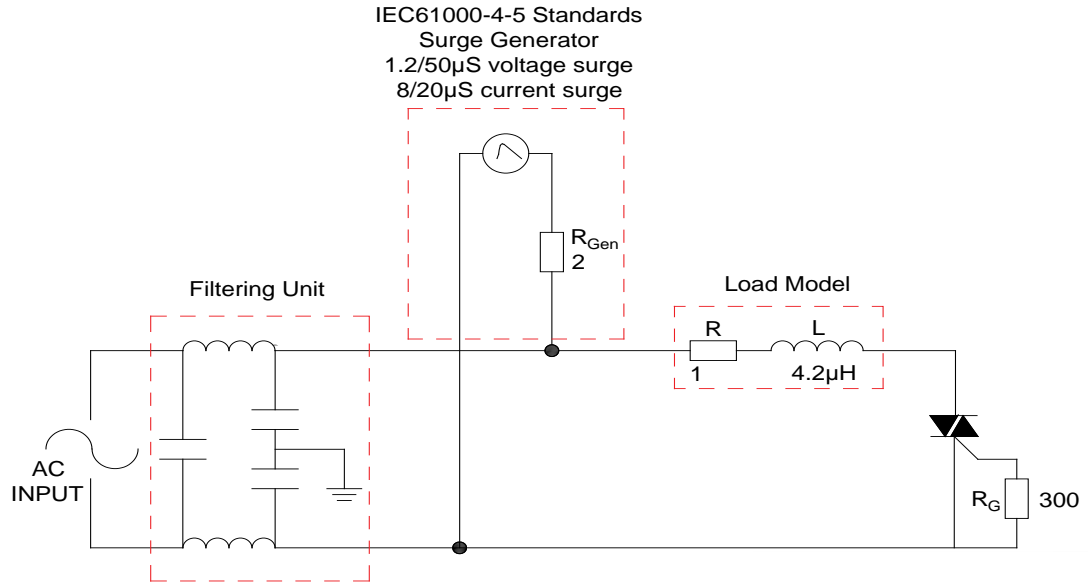 IEC61000-4-5 Standards
Surge Generator
1.2/50µS voltage surge
8/20µS current surge
R Gen
2
Filtering Unit
Load Model
R
L
1
4.2µH
AC
INPUT
RG
300